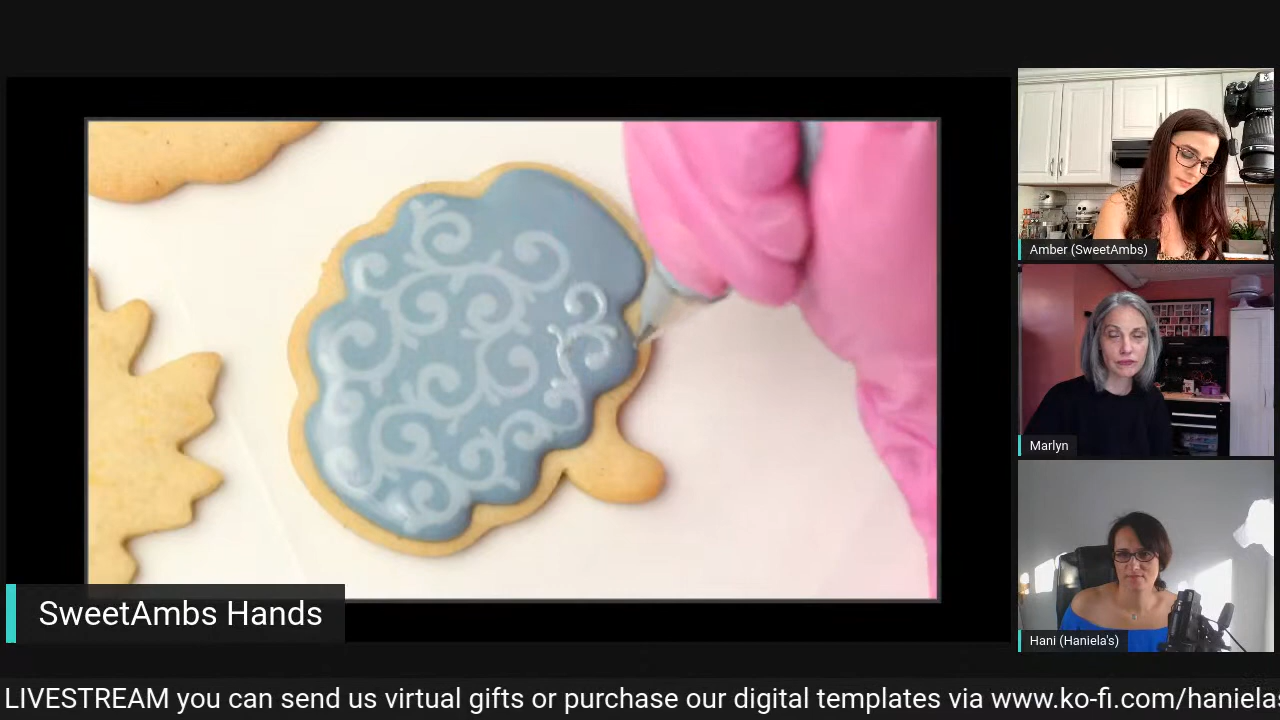 Amber (SweetAmbs)
Marlyn
Hani (Haniela's)
SweetAmbs Hands
LIVESTREAM you can send us virtual gifts or purchase our digital templates via www.ko-fi.com/haniela